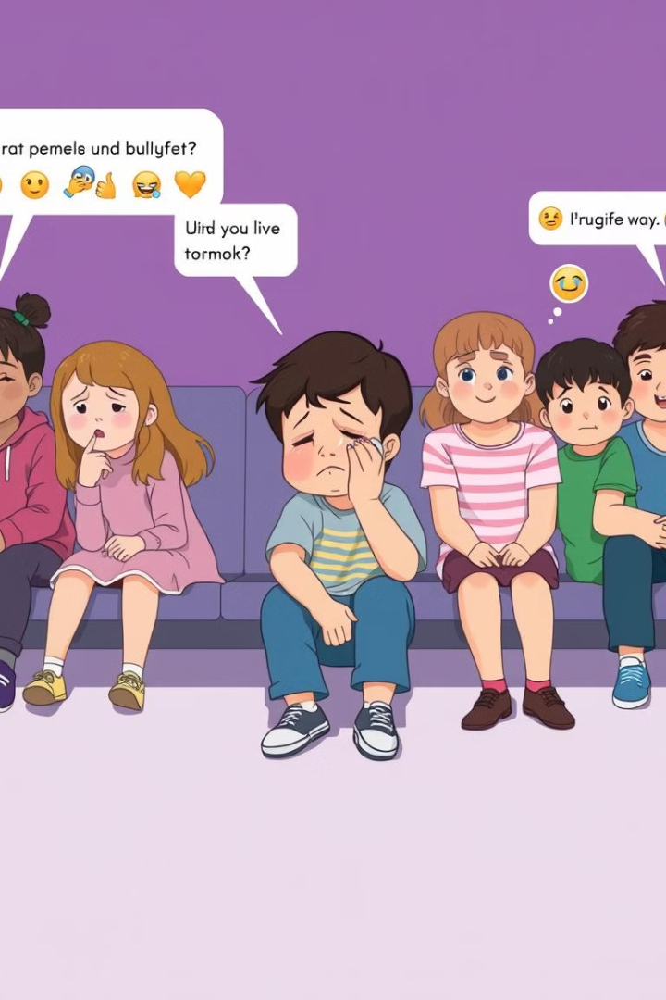 rat pemels und bullyfet?
Uird you live
tormok?
I'rugife way.